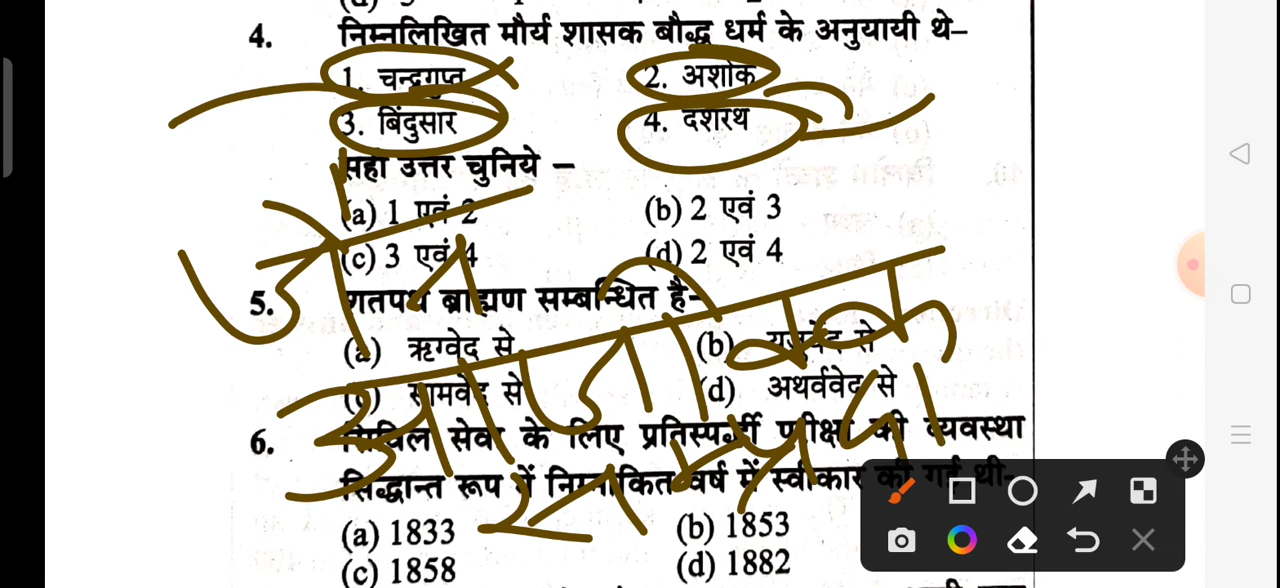 4. निम्नलिखित मौर्य शासक बौद्ध धर्म के अनुयायी थे–
1. चन्द्रगुप्त 2. अशोक
3. बिंदुसार 4. दशरथ
सही उत्तर चुनिये –
(a) 1 एवं 2 (b) 2 एवं 3
(c) 3 एवं 4 (d) 2 एवं 4
5. शतपथ ब्राह्मण सम्बन्धित है-
(a) ऋग्वेद से (b) यजुर्वेद से
(c) सामवेद से (d) अथर्ववेद से
6. सिविल सेवा के लिए प्रतिस्पर्द्धी परीक्षा की व्यवस्था
सिद्धान्त रूप में निम्नांकित वर्ष में स्वीकार की गई थी-
(a) 1833 (b) 1853
(c) 1858 (d) 1882
जैन
आजीवक